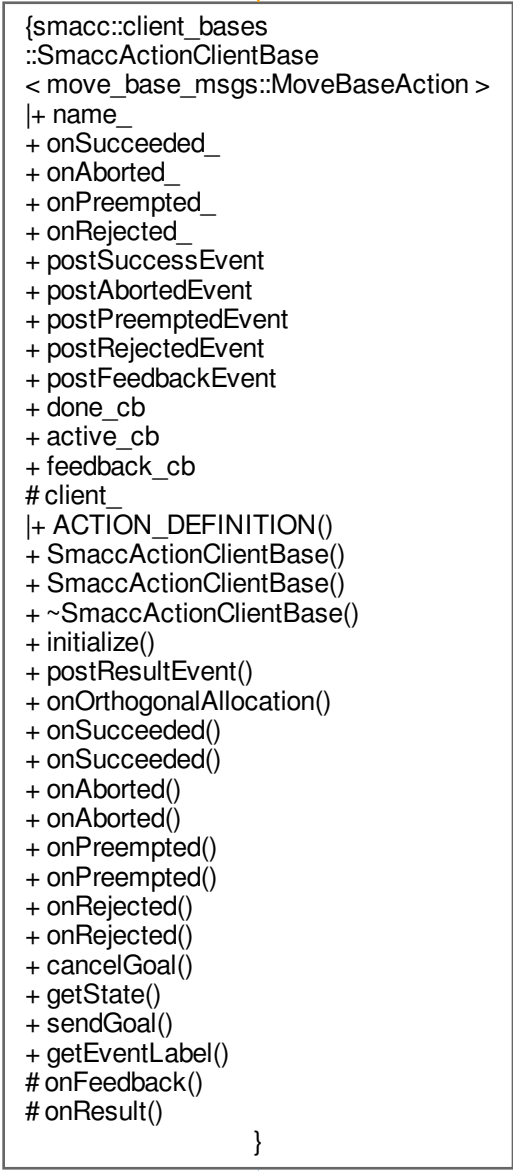 {smacc::client_bases
::SmaccActionClientBase
< move_base_msgs::MoveBaseAction >
|+ name_
+ onSucceeded_
+ onAborted_
+ onPreempted_
+ onRejected_
+ postSuccessEvent
+ postAbortedEvent
+ postPreemptedEvent
+ postRejectedEvent
+ postFeedbackEvent
+ done_cb
+ active_cb
+ feedback_cb
# client_
|+ ACTION_DEFINITION()
+ SmaccActionClientBase()
+ SmaccActionClientBase()
+ ~SmaccActionClientBase()
+ initialize()
+ postResultEvent()
+ onOrthogonalAllocation()
+ onSucceeded()
+ onSucceeded()
+ onAborted()
+ onAborted()
+ onPreempted()
+ onPreempted()
+ onRejected()
+ onRejected()
+ cancelGoal()
+ getState()
+ sendGoal()
+ getEventLabel()
# onFeedback()
# onResult()
}